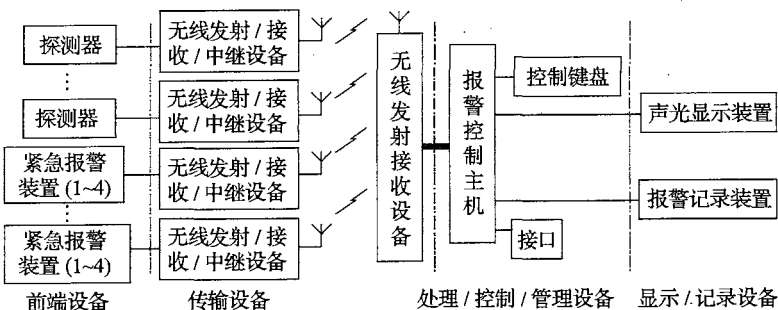 探测器
无线发射 / 接
收 / 中继设备
探测器
无线发射 / 接
收 / 中继设备
紧急报警
装置 (1~4)
无线发射 / 接
收 / 中继设备
紧急报警
装置 (1~4)
无线发射 / 接
收 / 中继设备
无线发射接收设备
报警控制主机
控制键盘
接口
声光显示装置
报警记录装置
前端设备
传输设备
处理 / 控制 / 管理设备
显示 / 记录设备